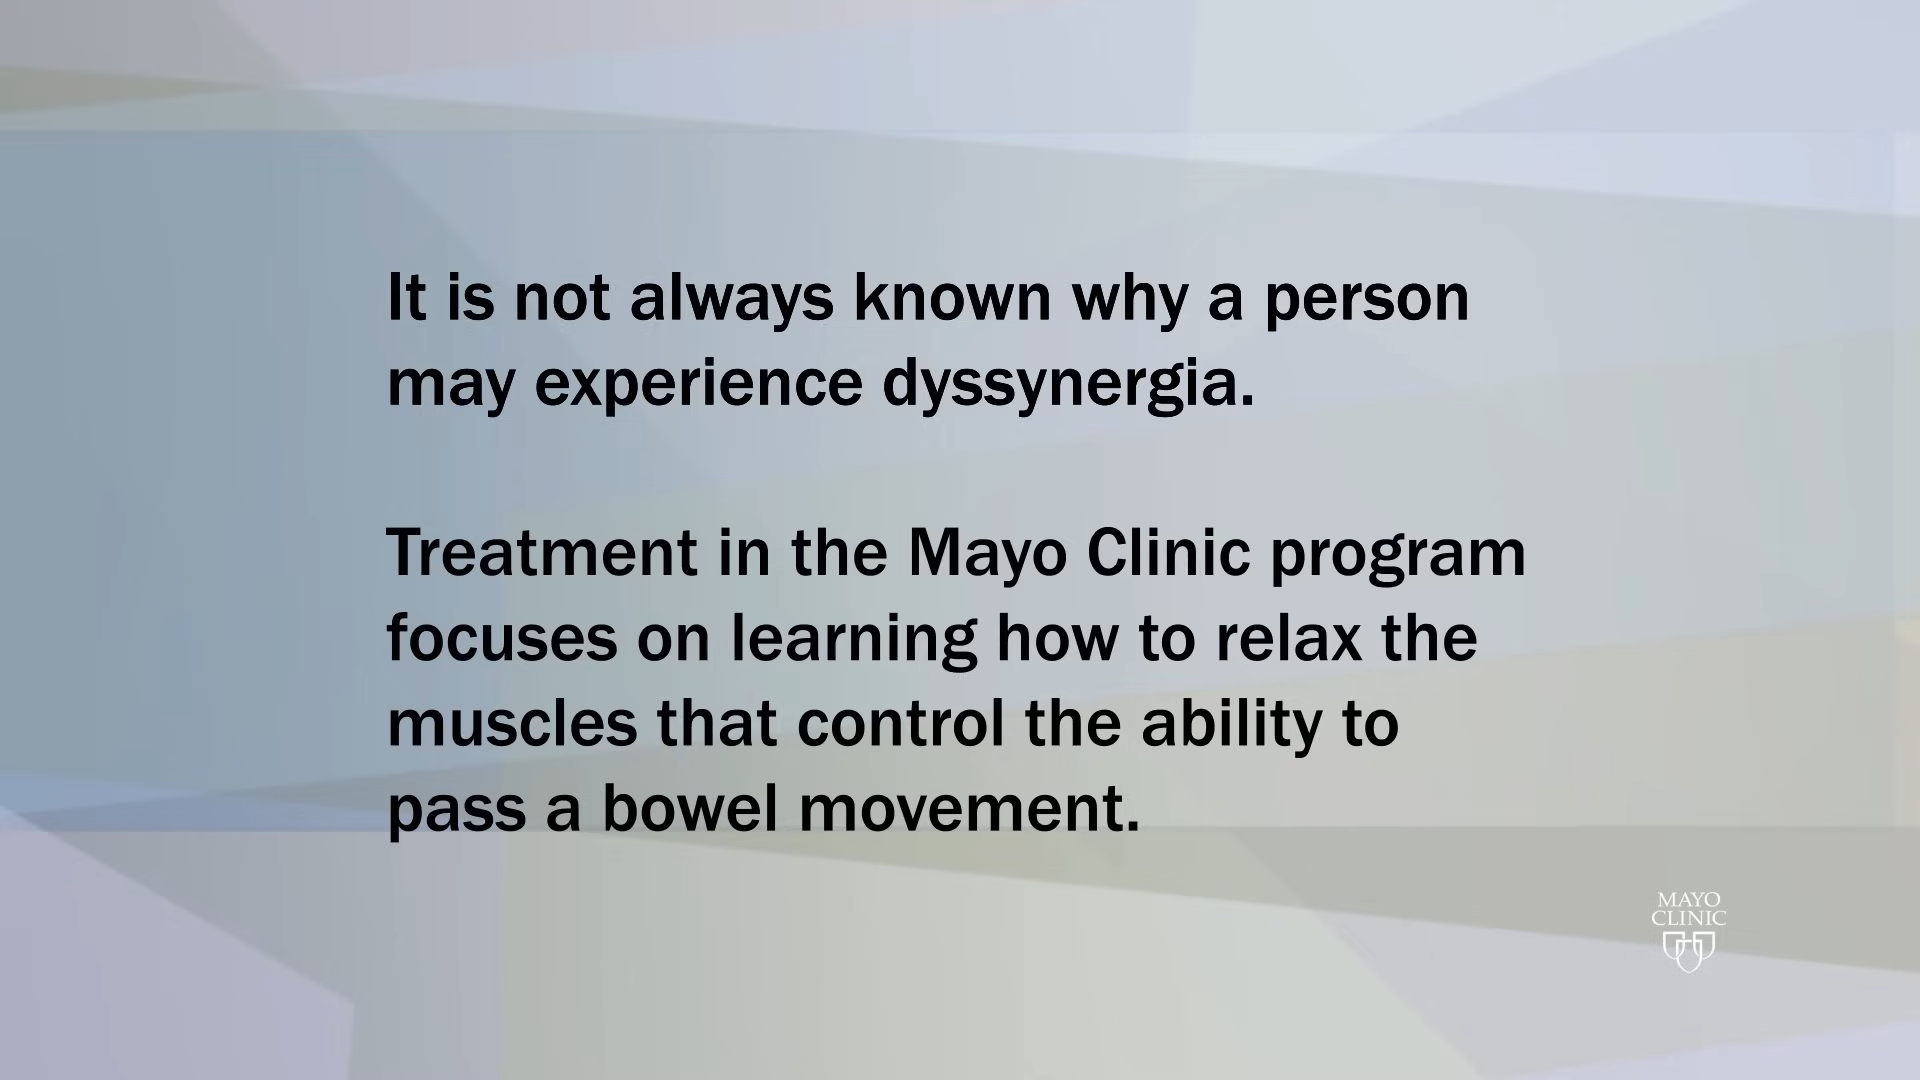 It is not always known why a person
may experience dyssynergia.
Treatment in the Mayo Clinic program
focuses on learning how to relax the
muscles that control the ability to
pass a bowel movement.
MAYO
CLINIC